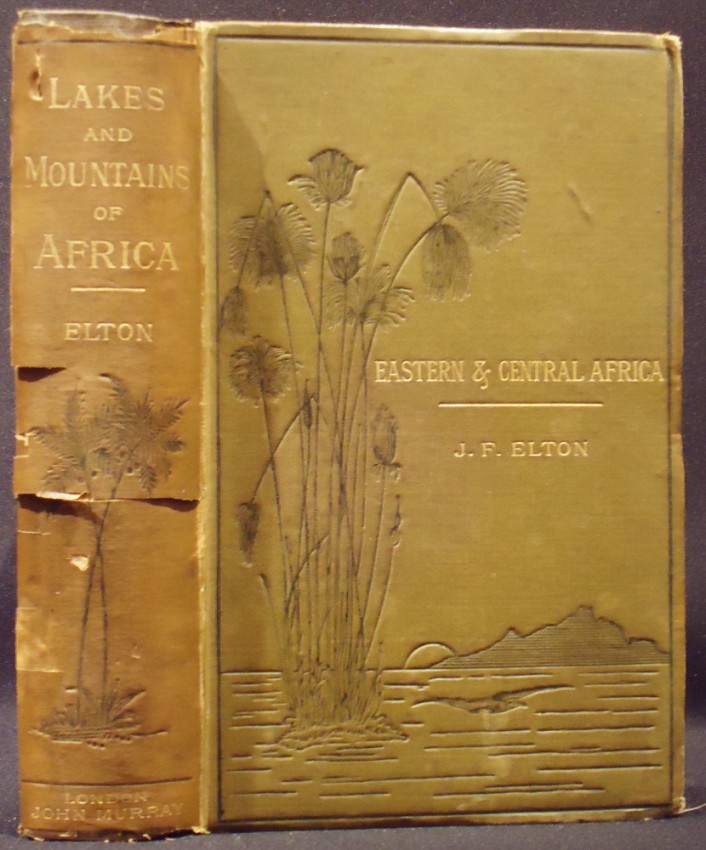 LAKES
AND
MOUNTAINS
OF
AFRICA
ELTON
LONDON
JOHN MURRAY
EASTERN & CENTRAL AFRICA
J. F. ELTON